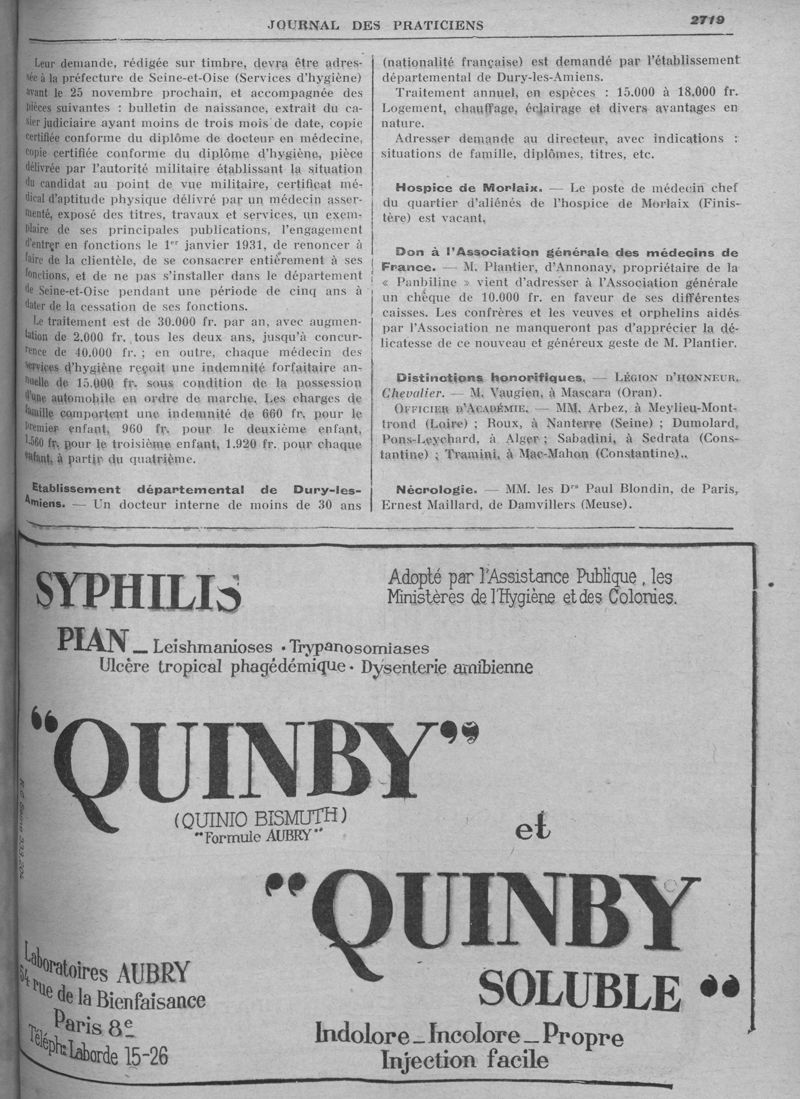 JOURNAL DES PRATICIENS
2719
Leur demande, rédigée sur timbre, devra être adres-
sée à la préfecture de Seine-et-Oise (Services d'hygiène)
avant le 25 novembre prochain, et accompagnée des
pièces suivantes : bulletin de naissance, extrait du ca-
sier judiciaire ayant moins de trois mois de date, copie
certifiée conforme du diplôme de docteur en médecine,
copie certifiée conforme du diplôme d'hygiène, pièce
délivrée par l'autorité militaire établissant la situation
du candidat au point de vue militaire, certificat mé-
dical d'aptitude physique délivré par un médecin asser-
menté, exposé des titres, travaux et services, un exem-
plaire de ses principales publications, l'engagement
d'entrer en fonctions le 1er janvier 1931, de renoncer à
faire de la clientèle, de se consacrer entièrement à ses
fonctions, et de ne pas s'installer dans le département
de Seine-et-Oise pendant une période de cinq ans à
dater de la cessation de ses fonctions.
Le traitement est de 30.000 fr. par an, avec augmen-
tation de 2.000 fr. tous les deux ans, jusqu'à concur-
rence de 40.000 fr. ; en outre, chaque médecin des
services d'hygiène reçoit une indemnité forfaitaire an-
nuelle de 15.000 fr. sous condition de la possession
d'une automobile en ordre de marche. Les charges de
famille comportent une indemnité de 660 fr. pour le
premier enfant, 960 fr. pour le deuxième enfant,
1.560 fr. pour le troisième enfant, 1.920 fr. pour chaque
enfant, à partir du quatrième.
Etablissement départemental de Dury-les-
Amiens. — Un docteur interne de moins de 30 ans
(nationalité française) est demandé par l'établissement
départemental de Dury-les-Amiens.
Traitement annuel, en espèces : 15.000 à 18,000 fr.
Logement, chauffage, éclairage et divers avantages en
nature.
Adresser demande au directeur, avec indications :
situations de famille, diplômes, titres, etc.
Hospice de Morlaix. — Le poste de médecin chef
du quartier d'aliénés de l'hospice de Morlaix (Finis-
tère) est vacant.
Don à l'Association générale des médecins de
France. — M. Plantier, d'Annonay, propriétaire de la
« Panbiline » vient d'adresser à l'Association générale
un chèque de 10.000 fr. en faveur de ses différentes
caisses. Les confrères et les veuves et orphelins aidés
par l'Association ne manqueront pas d'apprécier la dé-
licatesse de ce nouveau et généreux geste de M. Plantier.
Distinctions honorifiques. — LÉGION D'HONNEUR.
Chevalier. — M. Vaugien, à Mascara (Oran).
OFFICIER D'ACADÉMIE. — MM. Arbez, à Meylieu-Mont-
trond (Loire) ; Roux, à Nanterre (Seine) ; Dumolard,
Pons-Leychard, à Alger ; Sabadini, à Sedrata (Cons-
tantine) ; Tramini, à Mac-Mahon (Constantine)..
Nécrologie. — MM. les Drs Paul Blondin, de Paris,
Ernest Maillard, de Damvillers (Meuse).
SYPHILIS
Adopté par l'Assistance Publique, les
Ministères de l'Hygiène et des Colonies.
PIAN — Leishmanioses · Trypanosomiases
Ulcère tropical phagédémique · Dysenterie amibienne
"QUINBY"
(QUINIO BISMUTH)
"Formule AUBRY"
et
"QUINBY
SOLUBLE"
Laboratoires AUBRY
54 rue de la Bienfaisance
Paris 8e
Téléph: Laborde 15-26
Indolore — Incolore — Propre
Injection facile